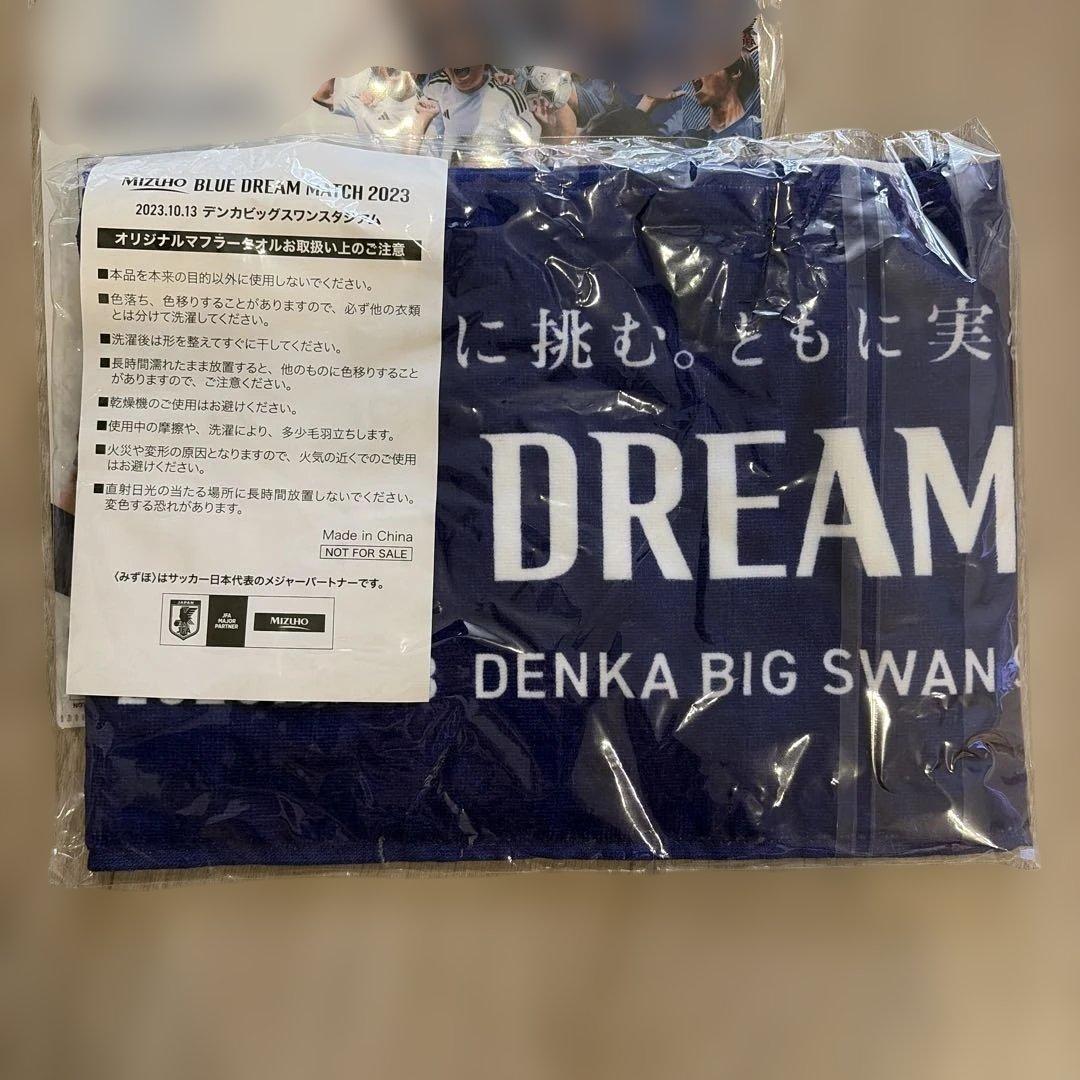 MIZUHO BLUE DREAM MATCH 2023
2023.10.13 デンカビッグスワンスタジアム
オリジナルマフラータオルお取扱い上のご注意
■本品を本来の目的以外に使用しないでください。
■色落ち、色移りすることがありますので、必ず他の衣類
とは分けて洗濯してください。
■洗濯後は形を整えてすぐに干してください。
■長時間濡れたまま放置すると、他のものに色移りすること
がありますので、ご注意ください。
■乾燥機のご使用はお避けください。
■使用中の摩擦や、洗濯により、多少毛羽立ちします。
■火災や変形の原因となりますので、火気の近くでのご使用
はお避けください。
■直射日光の当たる場所に長時間放置しないでください。
変色する恐れがあります。
Made in China
NOT FOR SALE
〈みずほ〉はサッカー日本代表のメジャーパートナーです。
JAPAN
JFA
MAJOR
PARTNER
MIZUHO
に挑む。ともに実
DREAM
DENKA BIG SWAN